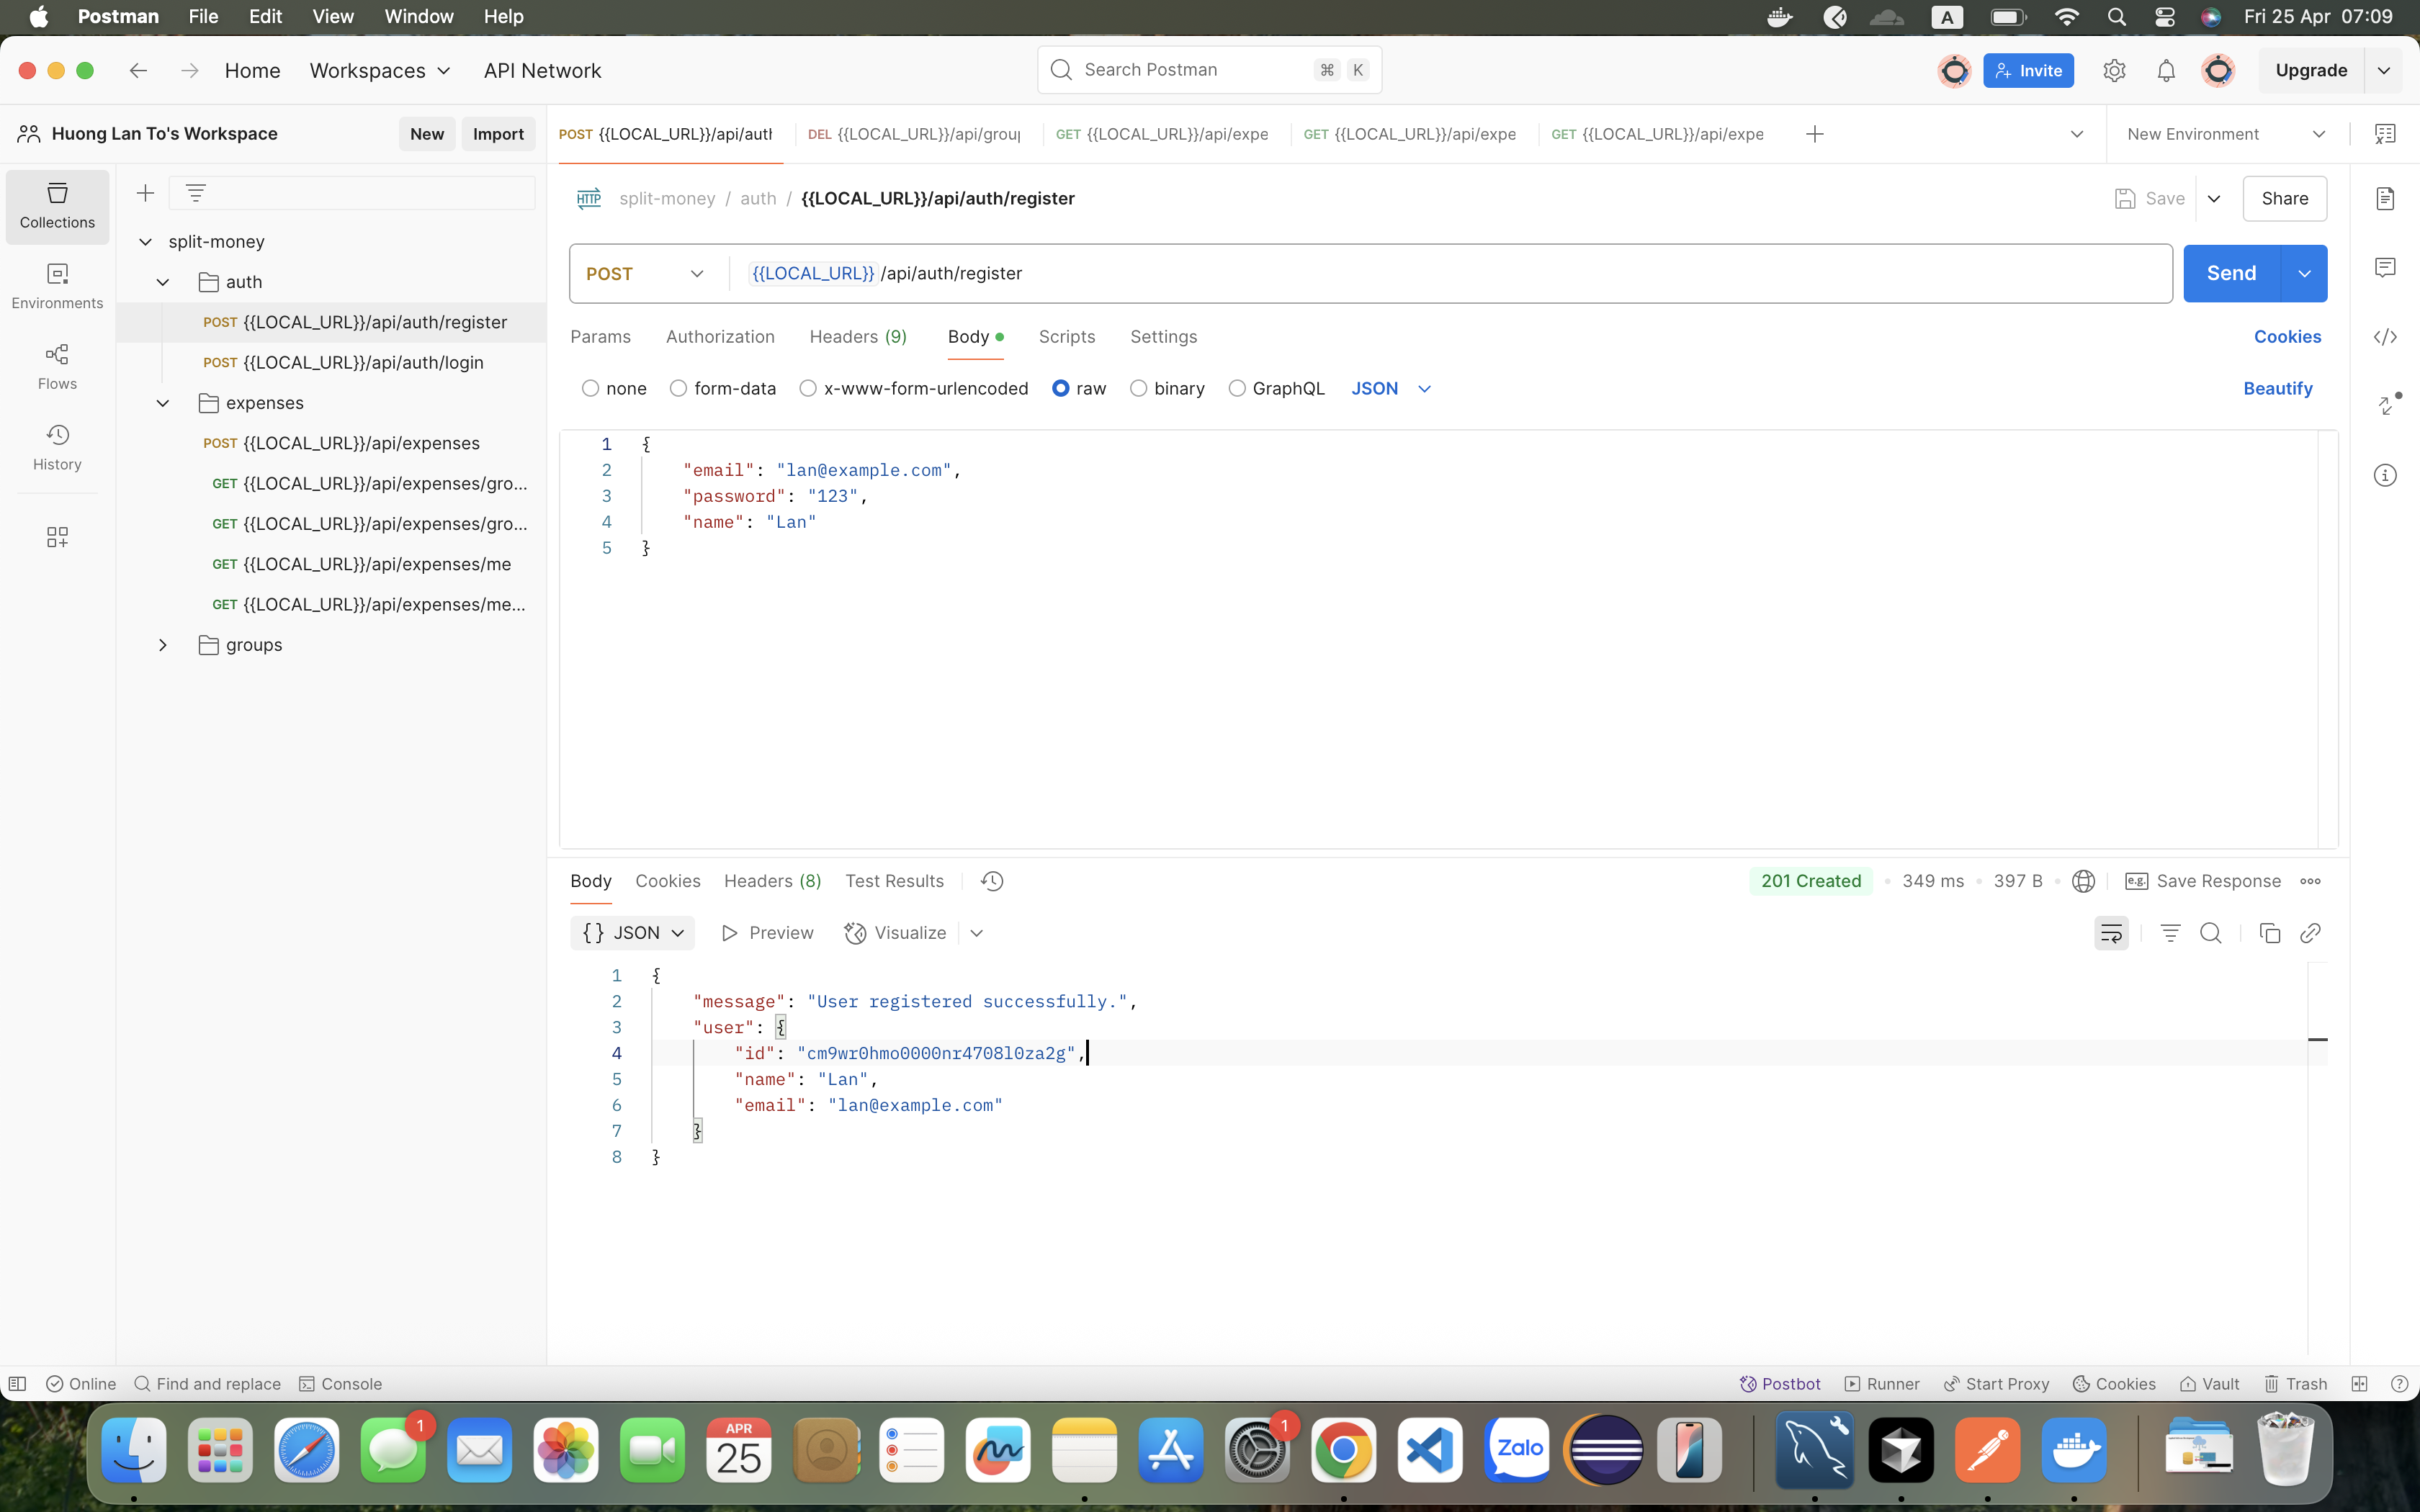 Postman File Edit View Window Help A Fri 25 Apr 07:09
Home Workspaces API Network Search Postman ⌘ K Invite Upgrade
Huong Lan To's Workspace New Import
POST {{LOCAL_URL}}/api/auth DEL {{LOCAL_URL}}/api/group GET {{LOCAL_URL}}/api/expe GET {{LOCAL_URL}}/api/expe GET {{LOCAL_URL}}/api/expe New Environment
Collections
Environments
Flows
History
split-money
auth
POST {{LOCAL_URL}}/api/auth/register
POST {{LOCAL_URL}}/api/auth/login
expenses
POST {{LOCAL_URL}}/api/expenses
GET {{LOCAL_URL}}/api/expenses/gro...
GET {{LOCAL_URL}}/api/expenses/gro...
GET {{LOCAL_URL}}/api/expenses/me
GET {{LOCAL_URL}}/api/expenses/me...
groups
HTTP split-money / auth / {{LOCAL_URL}}/api/auth/register Save Share
POST {{LOCAL_URL}} /api/auth/register Send
Params Authorization Headers (9) Body Scripts Settings Cookies
none form-data x-www-form-urlencoded raw binary GraphQL JSON Beautify
1 {
2 "email": "lan@example.com",
3 "password": "123",
4 "name": "Lan"
5 }
Body Cookies Headers (8) Test Results 201 Created 349 ms 397 B e.g. Save Response
{} JSON Preview Visualize
1 {
2 "message": "User registered successfully.",
3 "user": {
4 "id": "cm9wr0hmo0000nr4708l0za2g",
5 "name": "Lan",
6 "email": "lan@example.com"
7 }
8 }
Online Find and replace Console Postbot Runner Start Proxy Cookies Vault Trash
1 APR 25 1 Zalo